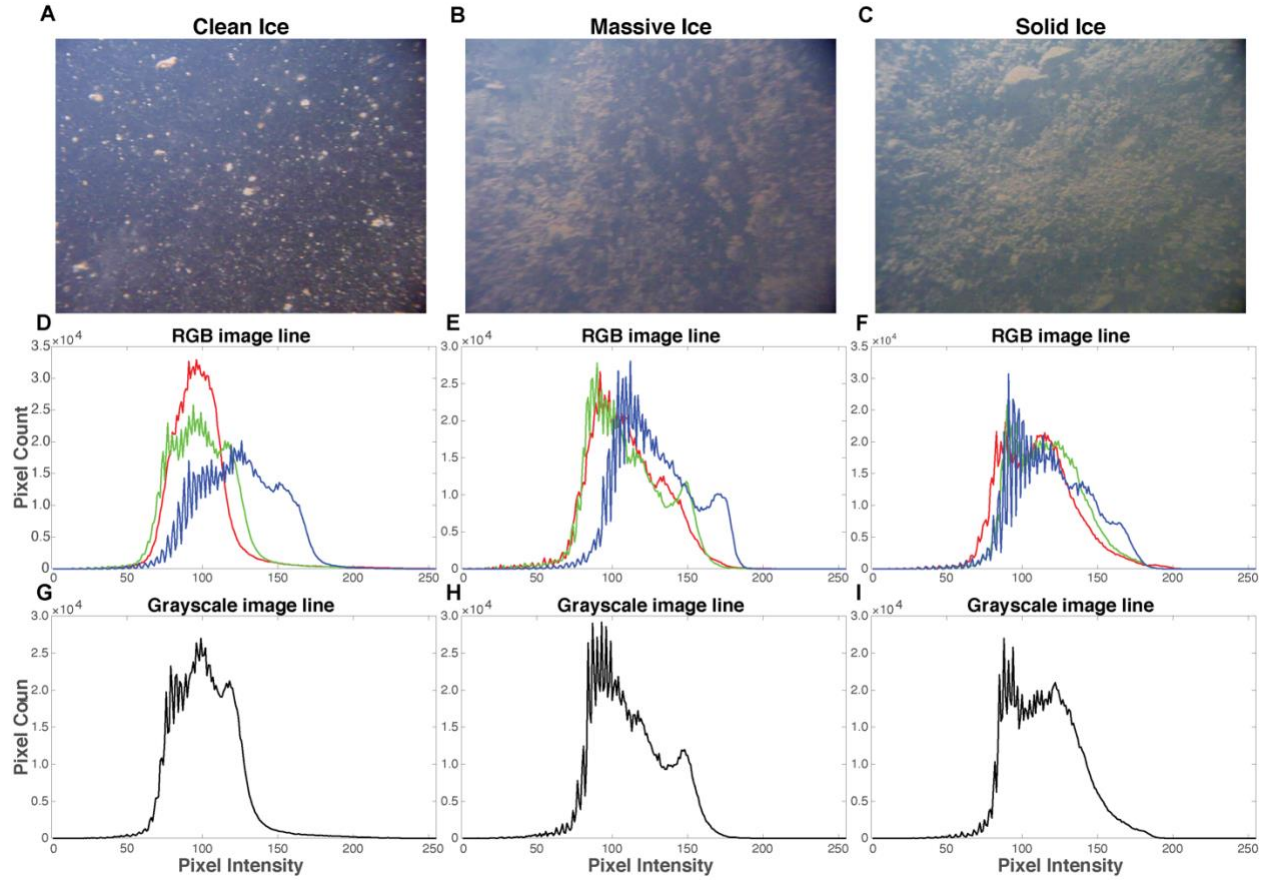 A Clean Ice
B Massive Ice
C Solid Ice
D RGB image line
E RGB image line
F RGB image line
×10⁴
3.5
3.0
2.5
2.0
1.5
1.0
0.5
0
Pixel Count
0 50 100 150 200 250
×10⁴
3.0
2.5
2.0
1.5
1.0
0.5
0
0 50 100 150 200 250
×10⁴
3.5
3.0
2.5
2.0
1.5
1.0
0.5
0
0 50 100 150 200 250
G Grayscale image line
H Grayscale image line
I Grayscale image line
×10⁴
3.0
2.5
2.0
1.5
1.0
0.5
0
Pixel Coun
0 50 100 150 200 250
Pixel Intensity
×10⁴
3.0
2.5
2.0
1.5
1.0
0.5
0
0 50 100 150 200 250
Pixel Intensity
×10⁴
3.0
2.5
2.0
1.5
1.0
0.5
0
0 50 100 150 200 250
Pixel Intensity